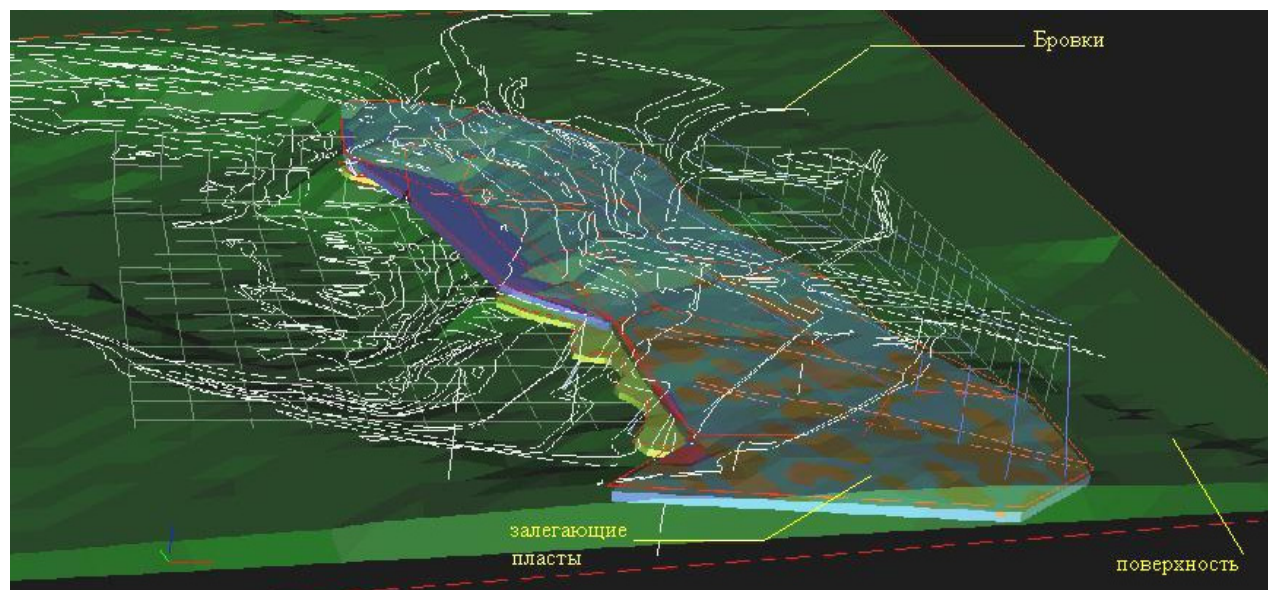 Бровки
залегающие
пласты
поверхность